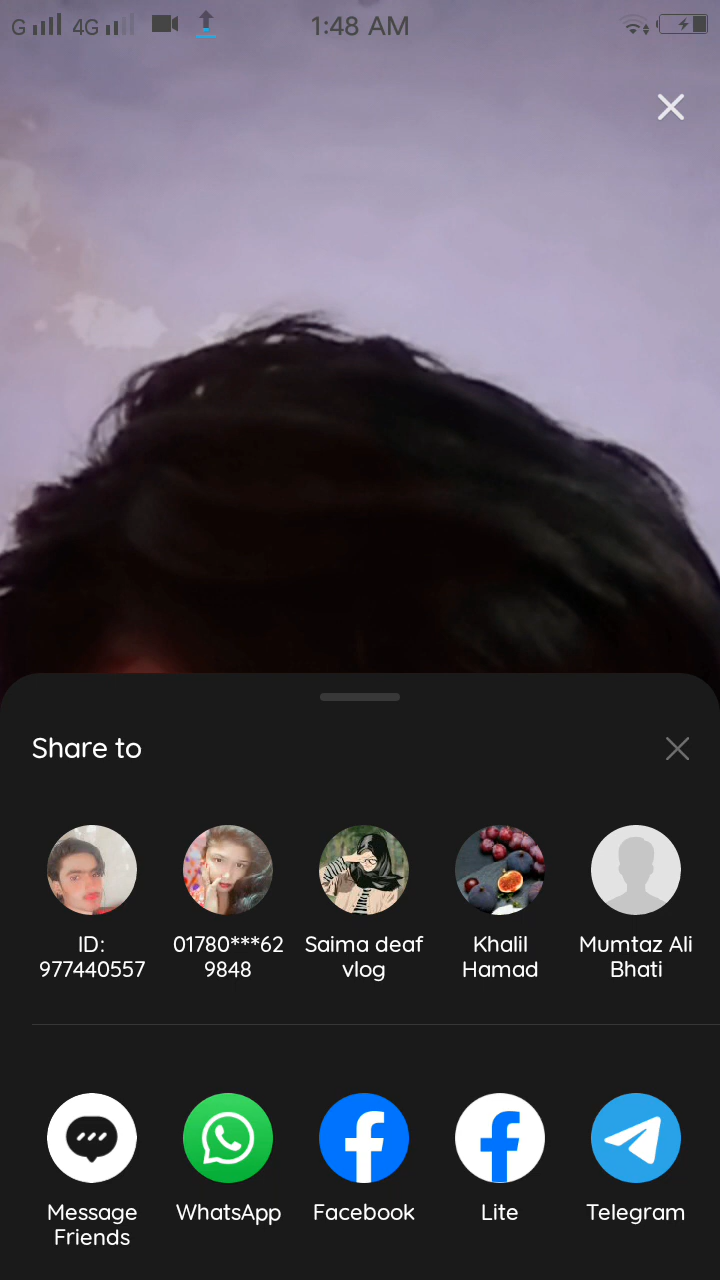 G 4G 1:48 AM
Share to
ID: 977440557
01780***62 9848
Saima deaf vlog
Khalil Hamad
Mumtaz Ali Bhati
Message Friends
WhatsApp
Facebook
Lite
Telegram